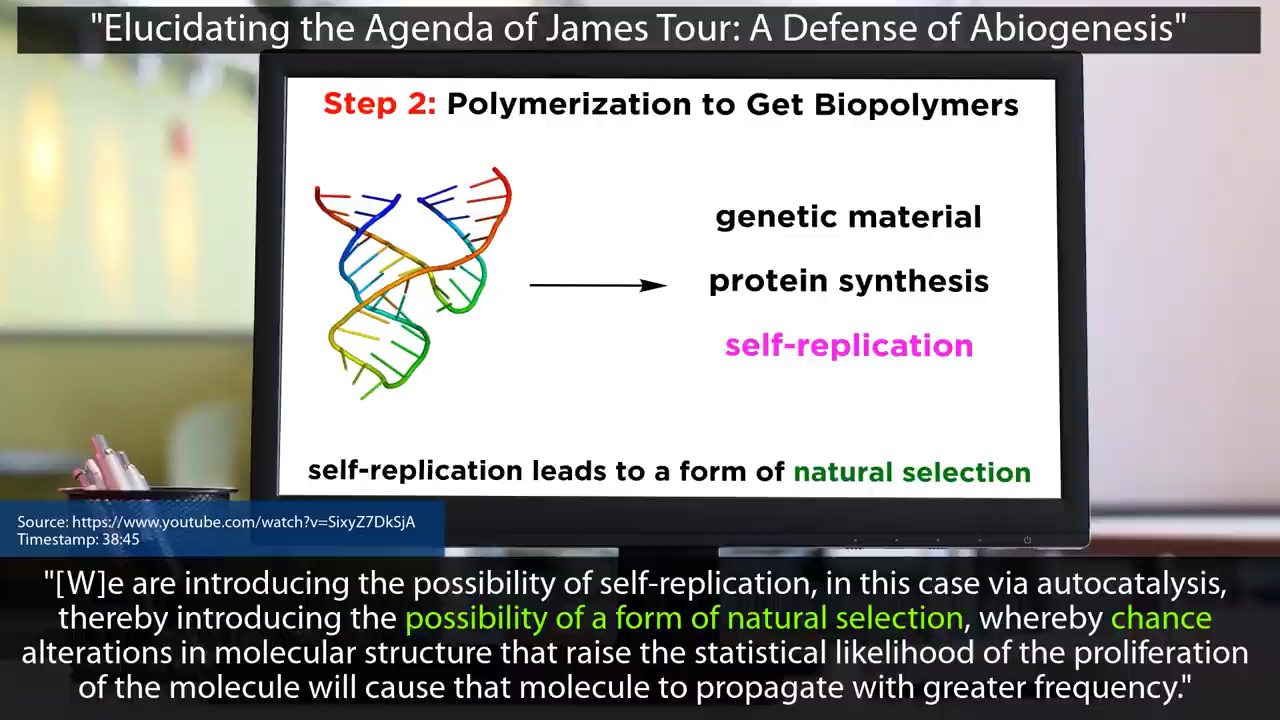 "Elucidating the Agenda of James Tour: A Defense of Abiogenesis"
Step 2: Polymerization to Get Biopolymers
genetic material
protein synthesis
self-replication
self-replication leads to a form of natural selection
Source: https://www.youtube.com/watch?v=SixyZ7DkSjA
Timestamp: 38:45
"[W]e are introducing the possibility of self-replication, in this case via autocatalysis,
thereby introducing the possibility of a form of natural selection, whereby chance
alterations in molecular structure that raise the statistical likelihood of the proliferation
of the molecule will cause that molecule to propagate with greater frequency."